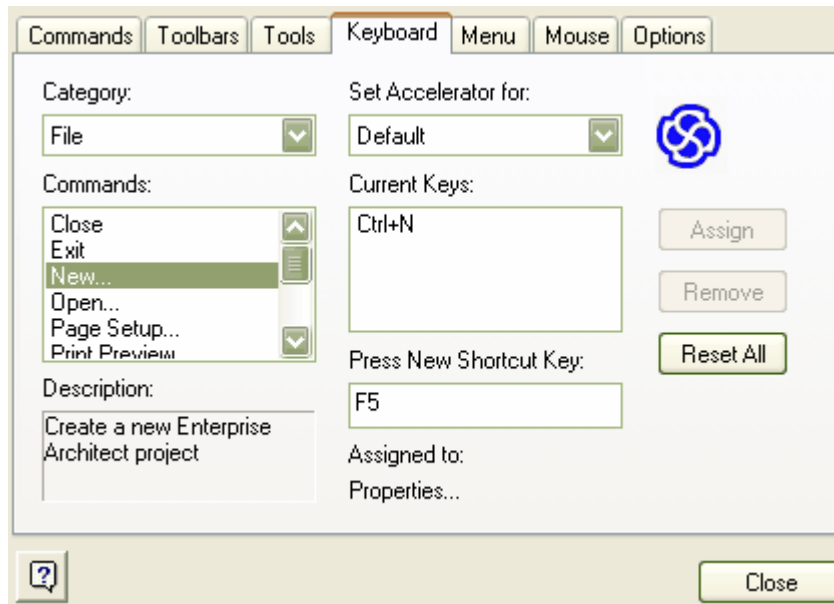 Commands Toolbars Tools Keyboard Menu Mouse Options
Category:
File
Commands:
Close
Exit
New...
Open...
Page Setup...
Print Preview
Description:
Create a new Enterprise
Architect project
Set Accelerator for:
Default
Current Keys:
Ctrl+N
Press New Shortcut Key:
F5
Assigned to:
Properties...
Assign
Remove
Reset All
Close